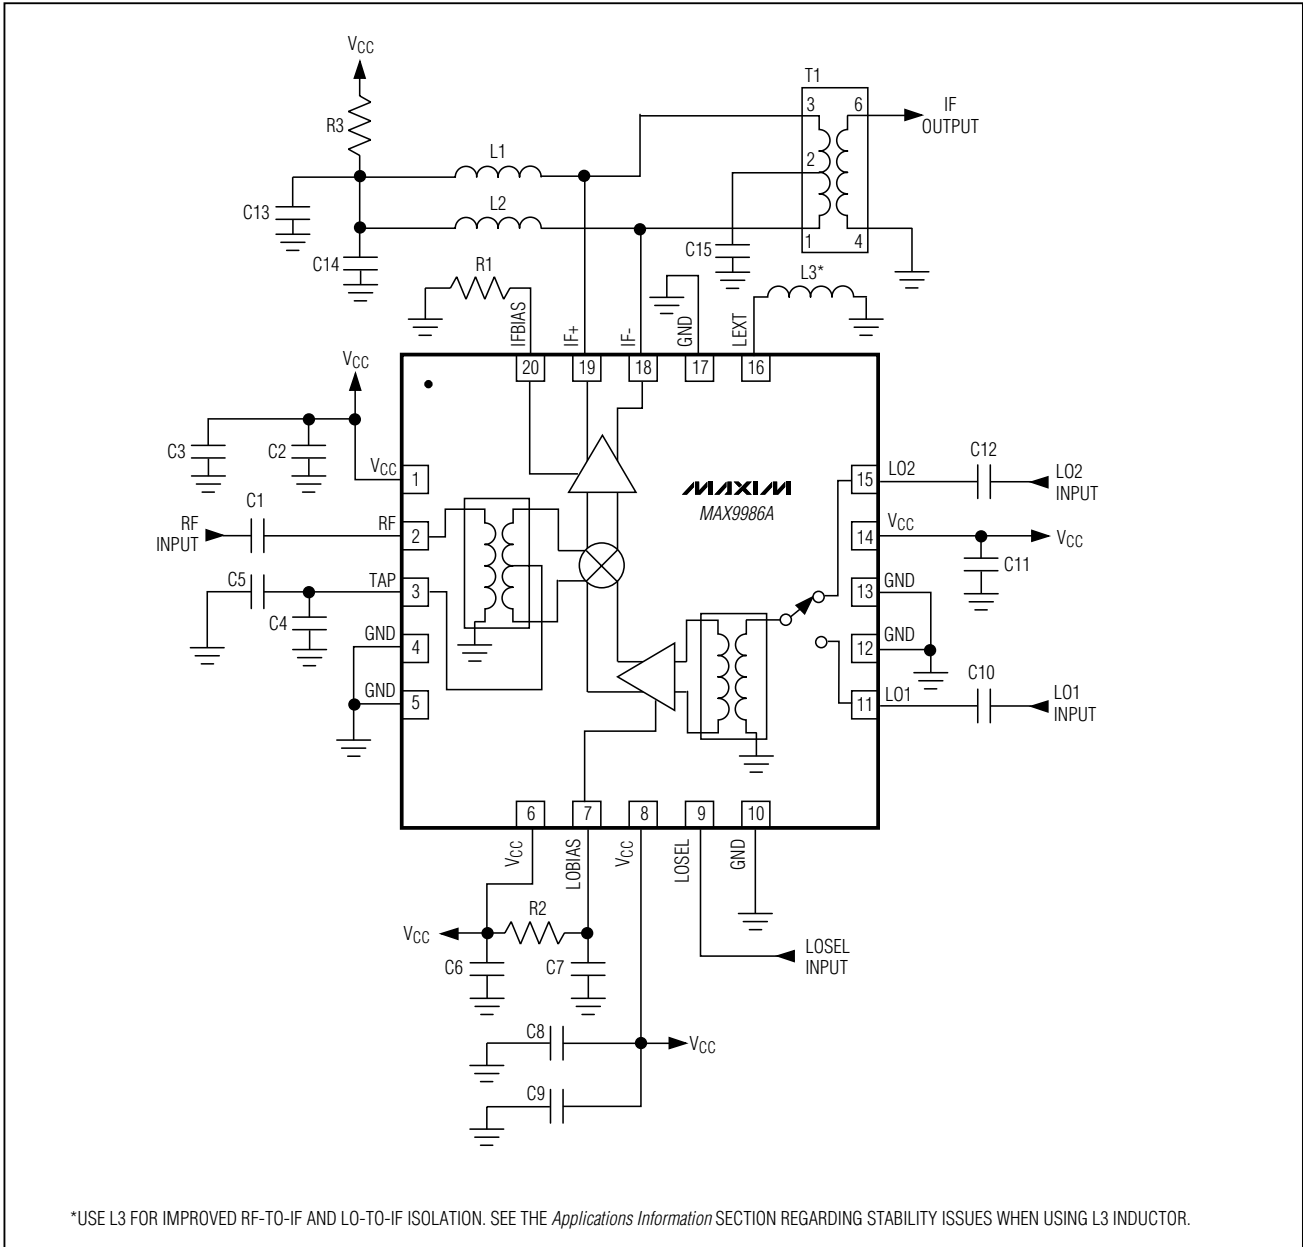 VCC
T1
R3
3
6
IF
OUTPUT
L1
2
C13
L2
1
4
C14
C15
R1
L3*
IFBIAS
IF+
IF-
GND
LEXT
20
19
18
17
16
VCC
C3
C2
VCC
1
C1
RF
INPUT
RF
2
C5
TAP
3
C4
GND
4
GND
5
MAXIM
MAX9986A
15
LO2
C12
LO2
INPUT
14
VCC
VCC
C11
13
GND
12
GND
11
LO1
C10
LO1
INPUT
6
7
8
9
10
VCC
LOBIAS
VCC
LOSEL
GND
VCC
R2
C6
C7
LOSEL
INPUT
C8
VCC
C9
*USE L3 FOR IMPROVED RF-TO-IF AND LO-TO-IF ISOLATION. SEE THE Applications Information SECTION REGARDING STABILITY ISSUES WHEN USING L3 INDUCTOR.